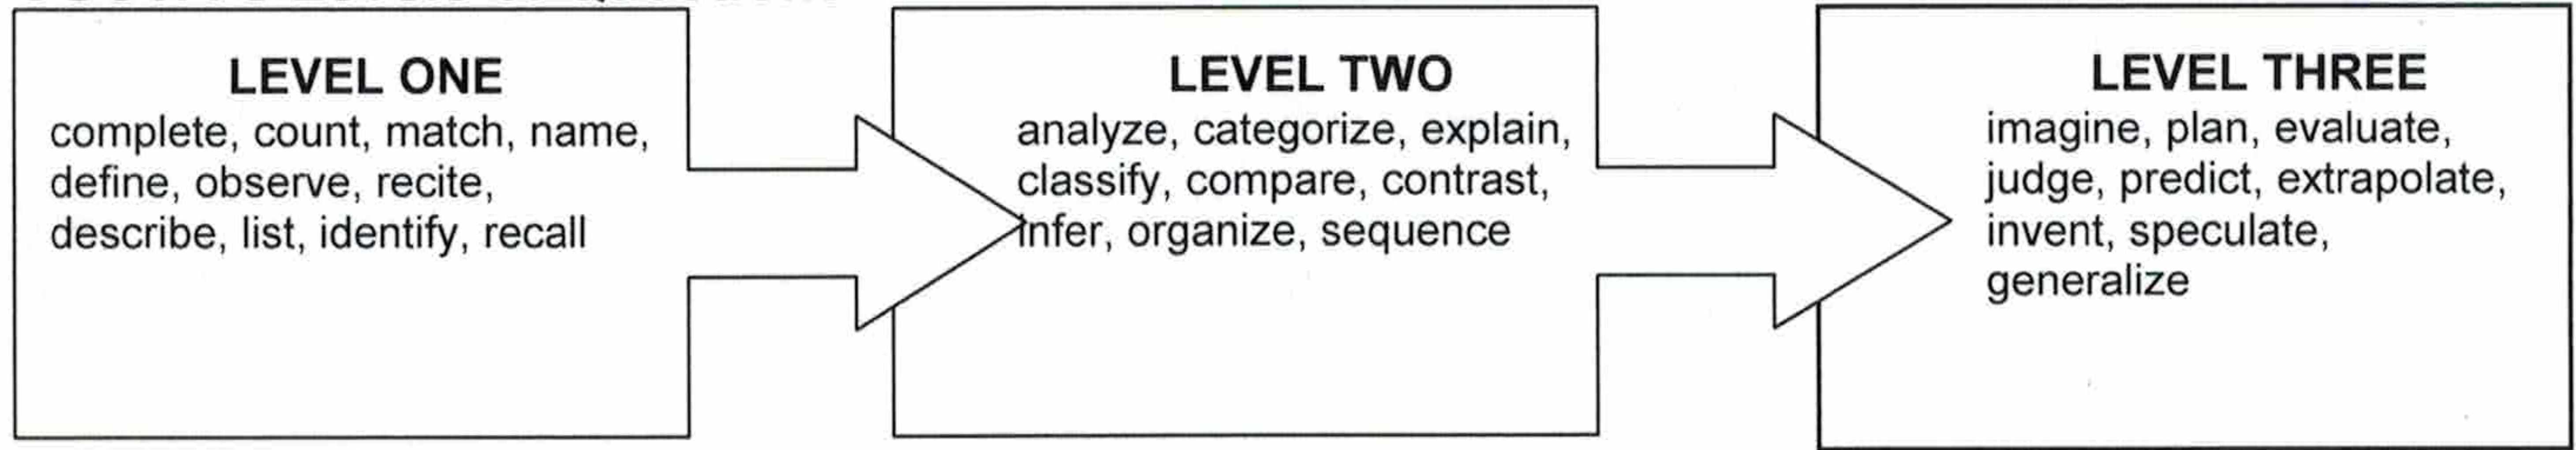 LEVEL ONE
complete, count, match, name,
define, observe, recite,
describe, list, identify, recall
LEVEL TWO
analyze, categorize, explain,
classify, compare, contrast,
infer, organize, sequence
LEVEL THREE
imagine, plan, evaluate,
judge, predict, extrapolate,
invent, speculate,
generalize